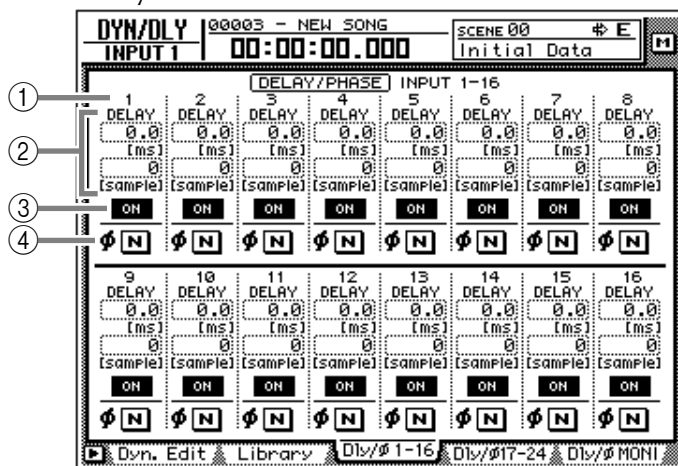 DYN/DLY
INPUT 1
00003 - NEW SONG
00:00:00.000
SCENE 00 E
Initial Data
M
DELAY/PHASE INPUT 1-16
① 1 2 3 4 5 6 7 8
DELAY DELAY DELAY DELAY DELAY DELAY DELAY DELAY
② 0.0 0.0 0.0 0.0 0.0 0.0 0.0 0.0
[ms] [ms] [ms] [ms] [ms] [ms] [ms] [ms]
0 0 0 0 0 0 0 0
[sample] [sample] [sample] [sample] [sample] [sample] [sample] [sample]
③ ON ON ON ON ON ON ON ON
④ ϕ N ϕ N ϕ N ϕ N ϕ N ϕ N ϕ N ϕ N
9 10 11 12 13 14 15 16
DELAY DELAY DELAY DELAY DELAY DELAY DELAY DELAY
0.0 0.0 0.0 0.0 0.0 0.0 0.0 0.0
[ms] [ms] [ms] [ms] [ms] [ms] [ms] [ms]
0 0 0 0 0 0 0 0
[sample] [sample] [sample] [sample] [sample] [sample] [sample] [sample]
ON ON ON ON ON ON ON ON
ϕ N ϕ N ϕ N ϕ N ϕ N ϕ N ϕ N ϕ N
Dyn. Edit Library Dly/ø 1-16 Dly/ø17-24 Dly/ø MONI